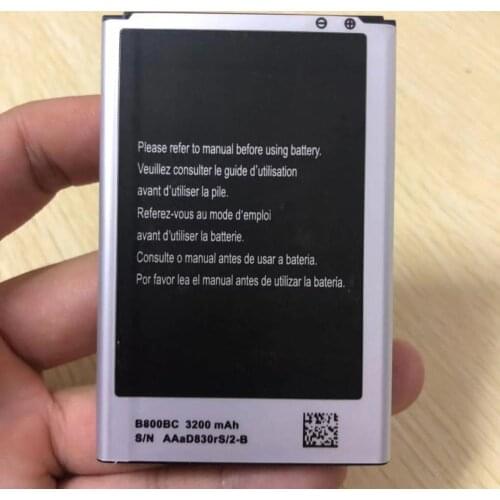 Please refer to manual before using battery.
Veuillez consulter le guide d'utilisation
avant d'utiliser la pile.
Referez-vous au mode d'emploi
avant d'utiliser la batterie.
Consulte o manual antes de usar a bateria.
Por favor lea el manual antes de utilizar la batería.
B800BC 3200 mAh
S/N AAaD830rS/2-B